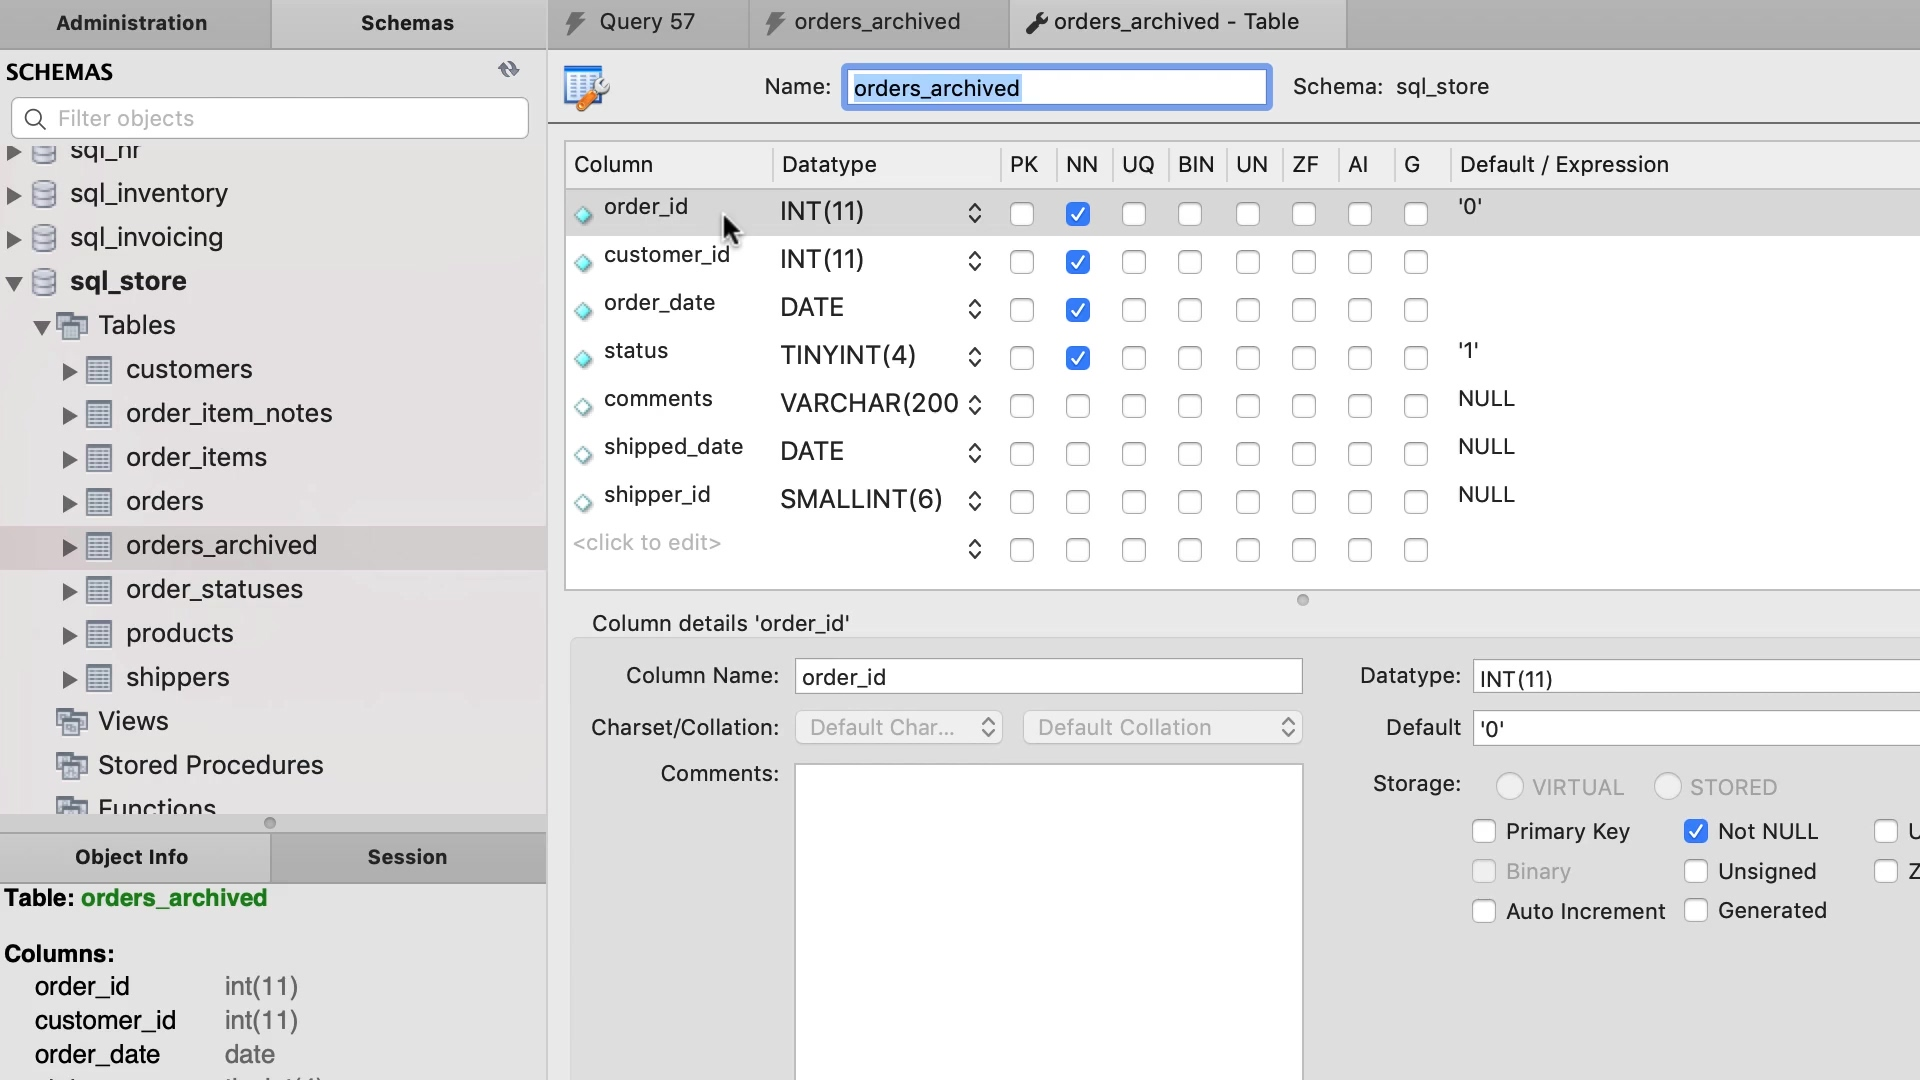 Administration
Schemas
Query 57
orders_archived
orders_archived - Table
SCHEMAS
Filter objects
sql_hr
sql_inventory
sql_invoicing
sql_store
Tables
customers
order_item_notes
order_items
orders
orders_archived
order_statuses
products
shippers
Views
Stored Procedures
Functions
Object Info
Session
Table: orders_archived
Columns:
order_id int(11)
customer_id int(11)
order_date date
Name: orders_archived Schema: sql_store
Column Datatype PK NN UQ BIN UN ZF AI G Default / Expression
order_id INT(11) '0'
customer_id INT(11)
order_date DATE
status TINYINT(4) '1'
comments VARCHAR(200 NULL
shipped_date DATE NULL
shipper_id SMALLINT(6) NULL
<click to edit>
Column details 'order_id'
Column Name: order_id Datatype: INT(11)
Charset/Collation: Default Char... Default Collation Default '0'
Comments: Storage: VIRTUAL STORED
Primary Key Not NULL U
Binary Unsigned Z
Auto Increment Generated